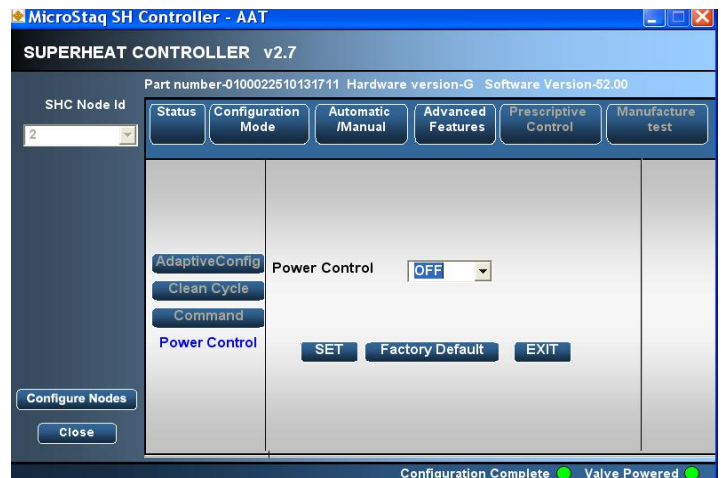 MicroStaq SH Controller - AAT
SUPERHEAT CONTROLLER v2.7
Part number-0100022510131711 Hardware version-G Software Version-52.00
SHC Node Id
2
Status
Configuration Mode
Automatic /Manual
Advanced Features
Prescriptive Control
Manufacture test
AdaptiveConfig
Clean Cycle
Command
Power Control
Power Control
OFF
SET
Factory Default
EXIT
Configure Nodes
Close
Configuration Complete
Valve Powered